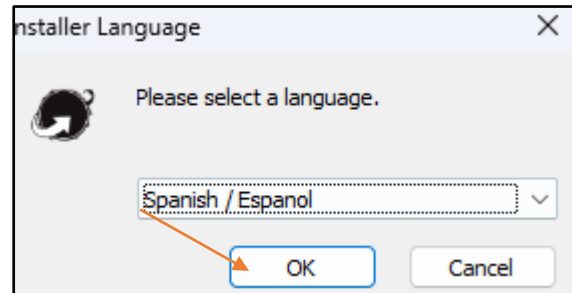 nstaller Language
Please select a language.
Spanish / Espanol
OK
Cancel